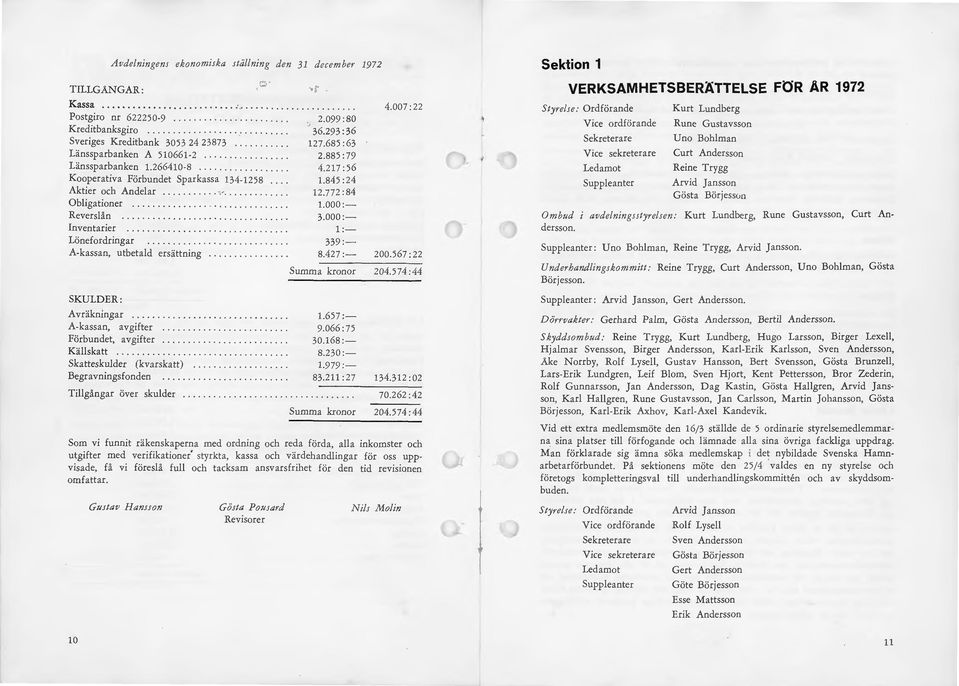 Avdelningens ekonomiska ställning den 31 december 1972
TILLGÅNGAR:
Kassa ........................................ 4.007:22
Postgiro nr 622250-9 ...................... 2.099:80
Kreditbanksgiro ........................... 36.293:36
Sveriges Kreditbank 3053 24 23873 ........... 127.685:63
Länssparbanken A 510661-2 ................ 2.885:79
Länssparbanken 1.266410-8 ................. 4.217:56
Kooperativa Förbundet Sparkassa 134-1258 .... 1.845:24
Aktier och Andelar ........................ 12.772:84
Obligationer .............................. 1.000:—
Reverslån ................................ 3.000:—
Inventarier ............................... 1:—
Lönefordringar ........................... 339:—
A-kassan, utbetald ersättning ............... 8.427:— 200.567:22
Summa kronor 204.574:44
SKULDER:
Avräkningar .............................. 1.657:—
A-kassan, avgifter ........................ 9.066:75
Förbundet, avgifter ........................ 30.168:—
Källskatt ................................. 8.230:—
Skatteskulder (kvarskatt) .................. 1.979:—
Begravningsfonden ........................ 83.211:27 134.312:02
Tillgångar över skulder ................................. 70.262:42
Summa kronor 204.574:44
Som vi funnit räkenskaperna med ordning och reda förda, alla inkomster och
utgifter med verifikationer styrkta, kassa och värdehandlingar för oss upp-
visade, få vi föreslå full och tacksam ansvarsfrihet för den tid revisionen
omfattar.
Gustav Hansson Gösta Pousard Nils Molin
Revisorer
10
Sektion 1
VERKSAMHETSBERÄTTELSE FÖR ÅR 1972
Styrelse: Ordförande Kurt Lundberg
Vice ordförande Rune Gustavsson
Sekreterare Uno Bohlman
Vice sekreterare Curt Andersson
Ledamot Reine Trygg
Suppleanter Arvid Jansson
Gösta Börjesson
Ombud i avdelningsstyrelsen: Kurt Lundberg, Rune Gustavsson, Curt An-
dersson.
Suppleanter: Uno Bohlman, Reine Trygg, Arvid Jansson.
Underhandlingskommitt: Reine Trygg, Curt Andersson, Uno Bohlman, Gösta
Börjesson.
Suppleanter: Arvid Jansson, Gert Andersson.
Dörrvakter: Gerhard Palm, Gösta Andersson, Bertil Andersson.
Skyddsombud: Reine Trygg, Kurt Lundberg, Hugo Larsson, Birger Lexell,
Hjalmar Svensson, Birger Andersson, Karl-Erik Karlsson, Sven Andersson,
Åke Norrby, Rolf Lysell, Gustav Hansson, Bert Svensson, Gösta Brunzell,
Lars-Erik Lundgren, Leif Blom, Sven Hjort, Kent Pettersson, Bror Zederin,
Rolf Gunnarsson, Jan Andersson, Dag Kastin, Gösta Hallgren, Arvid Jans-
son, Karl Hallgren, Rune Gustavsson, Jan Carlsson, Martin Johansson, Gösta
Börjesson, Karl-Erik Axhov, Karl-Axel Kandevik.
Vid ett extra medlemsmöte den 16/3 ställde de 5 ordinarie styrelsemedlemmar-
na sina platser till förfogande och lämnade alla sina övriga fackliga uppdrag.
Man förklarade sig ämna söka medlemskap i det nybildade Svenska Hamn-
arbetarförbundet. På sektionens möte den 25/4 valdes en ny styrelse och
företogs kompletteringsval till underhandlingskommittén och av skyddsom-
buden.
Styrelse: Ordförande Arvid Jansson
Vice ordförande Rolf Lysell
Sekreterare Sven Andersson
Vice sekreterare Gösta Börjesson
Ledamot Gert Andersson
Suppleanter Göte Börjesson
Esse Mattsson
Erik Andersson
11